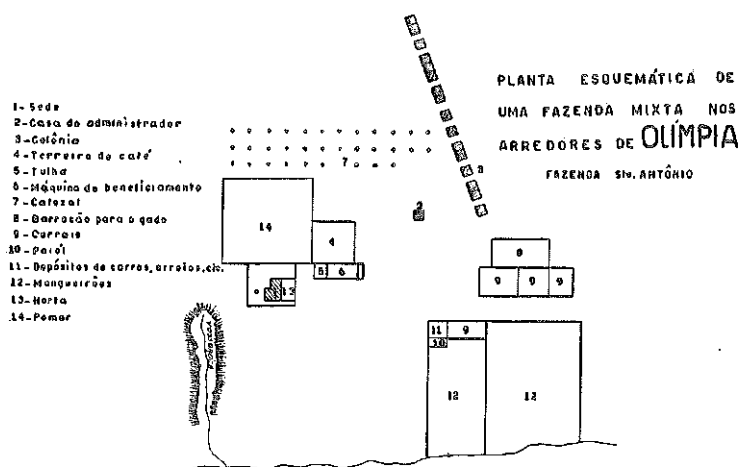 PLANTA ESQUEMÁTICA DE
UMA FAZENDA MIXTA NOS
ARREDORES DE OLÍMPIA
FAZENDA Sto. ANTÔNIO
1- Sede
2-Casa do administrador
3-Colônia
4-Terreiro de café
5-Tulha
6-Máquina de beneficiamento
7-Cafezal
8-Barracão para o gado
9-Currais
10-Paiól
11-Depósitos de carros, arreios, etc.
12-Mangueirões
13-Horta
14-Pomar
7
3
2
14
4
5 6
13
8
9 9 9
11 9
10
12 12